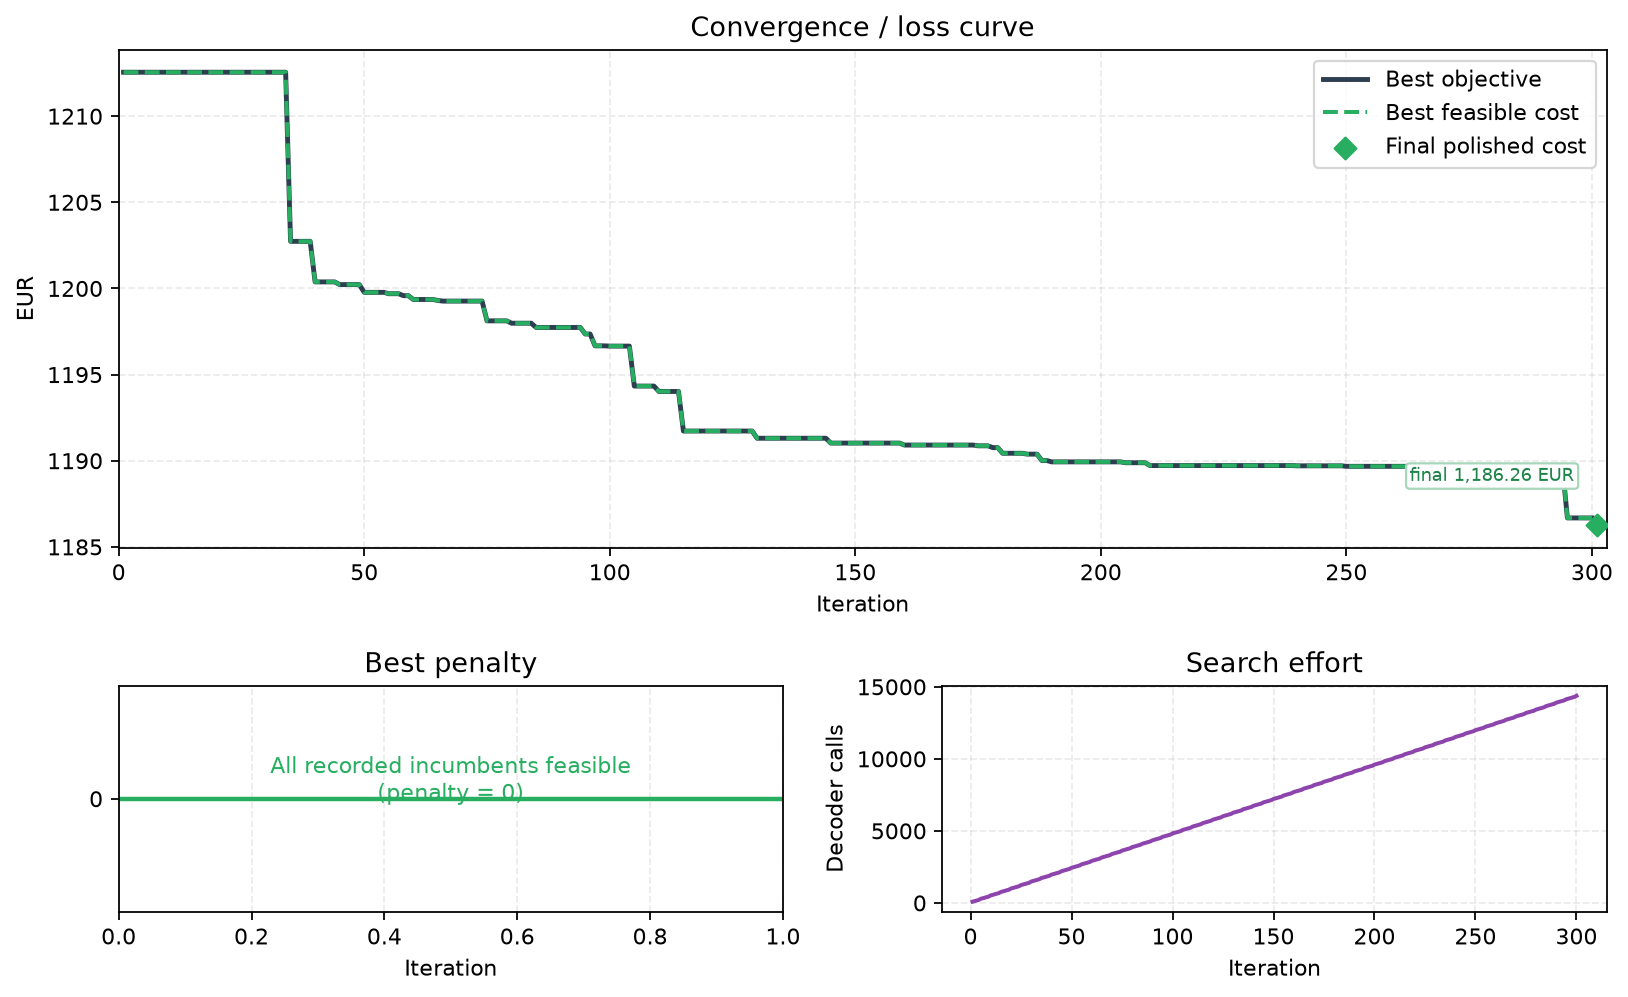 Convergence / loss curve
Best objective
Best feasible cost
Final polished cost
EUR
1210
1205
1200
1195
1190
1185
final 1,186.26 EUR
0 50 100 150 200 250 300
Iteration
Best penalty
All recorded incumbents feasible
(penalty = 0)
0
0.0 0.2 0.4 0.6 0.8 1.0
Iteration
Search effort
Decoder calls
15000
10000
5000
0
0 50 100 150 200 250 300
Iteration